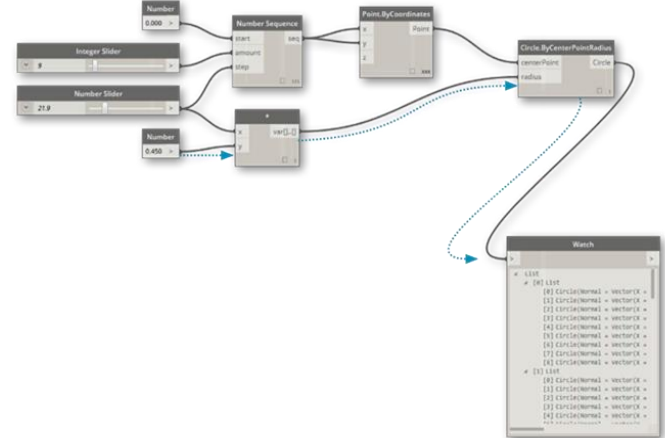 Number
0.000 >
Integer Slider
9 >
Number Slider
21.9 >
Number
0.450 >
Number Sequence
start seq
amount
step
*
x var[]..[]
y
Point.ByCoordinates
x Point
y
z
Circle.ByCenterPointRadius
centerPoint Circle
radius
Watch
> >
List
[0] List
[0] Circle(Normal = Vector(X =
[1] Circle(Normal = Vector(X =
[2] Circle(Normal = Vector(X =
[3] Circle(Normal = Vector(X =
[4] Circle(Normal = Vector(X =
[5] Circle(Normal = Vector(X =
[6] Circle(Normal = Vector(X =
[7] Circle(Normal = Vector(X =
[8] Circle(Normal = Vector(X =
[1] List
[0] Circle(Normal = Vector(X =
[1] Circle(Normal = Vector(X =
[2] Circle(Normal = Vector(X =
[3] Circle(Normal = Vector(X =
[4] Circle(Normal = Vector(X =